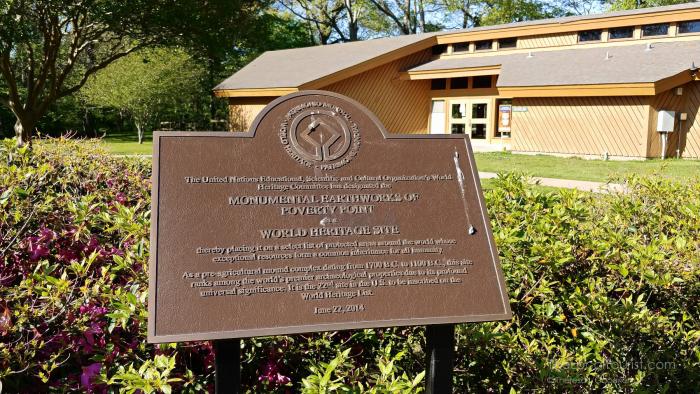 The United Nations Educational, Scientific and Cultural Organization's World
Heritage Committee has designated the
MONUMENTAL EARTHWORKS OF
POVERTY POINT
as a
WORLD HERITAGE SITE
thereby placing it on a select list of protected areas around the world whose
exceptional resources form a common inheritance for all humanity.
As a pre-agricultural mound complex dating from 1700 B.C. to 1100 B.C., this site
ranks among the world's premier archaeological properties due to its profound
universal significance. It is the 22nd site in the U.S. to be inscribed on the
World Heritage List.
June 22, 2014